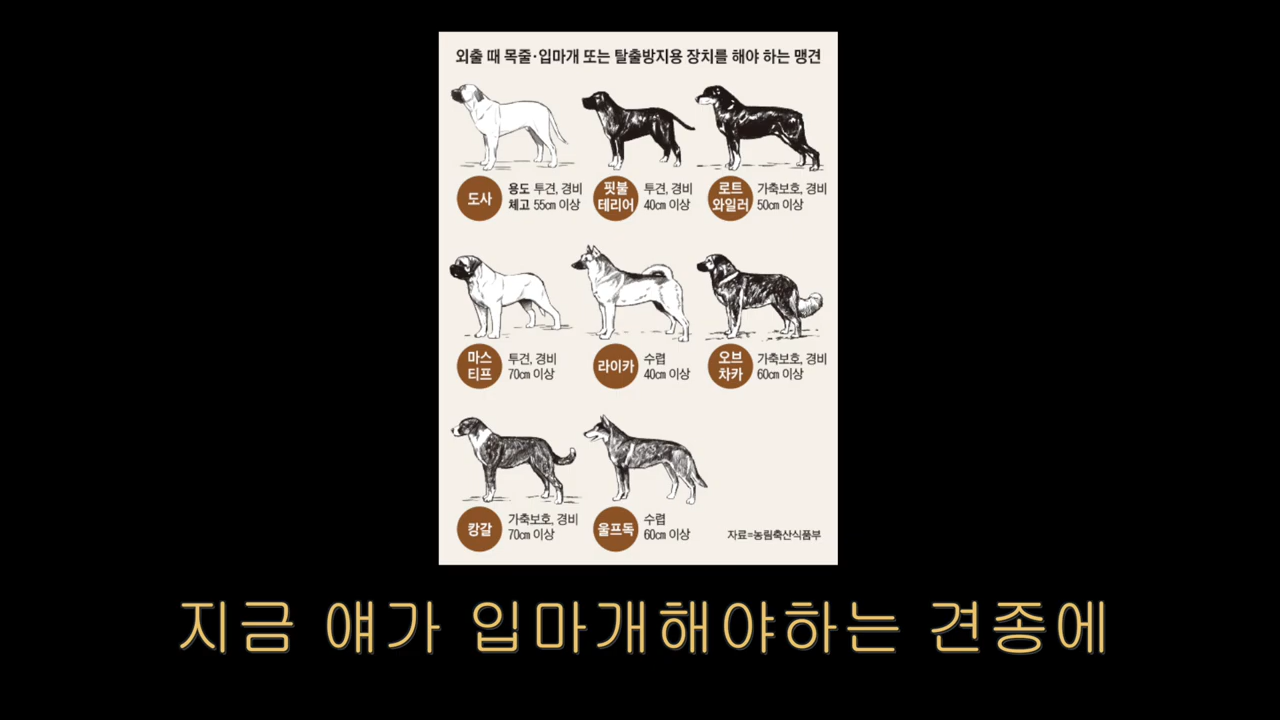 외출 때 목줄·입마개 또는 탈출방지용 장치를 해야 하는 맹견
도사
용도 투견, 경비
체고 55㎝ 이상
핏불
테리어
투견, 경비
40㎝ 이상
로트
와일러
가축보호, 경비
50㎝ 이상
마스
티프
투견, 경비
70㎝ 이상
라이카
수렵
40㎝ 이상
오브
차카
가축보호, 경비
60㎝ 이상
캉갈
가축보호, 경비
70㎝ 이상
울프독
수렵
60㎝ 이상
자료=농림축산식품부
지금 얘가 입마개해야하는 견종에